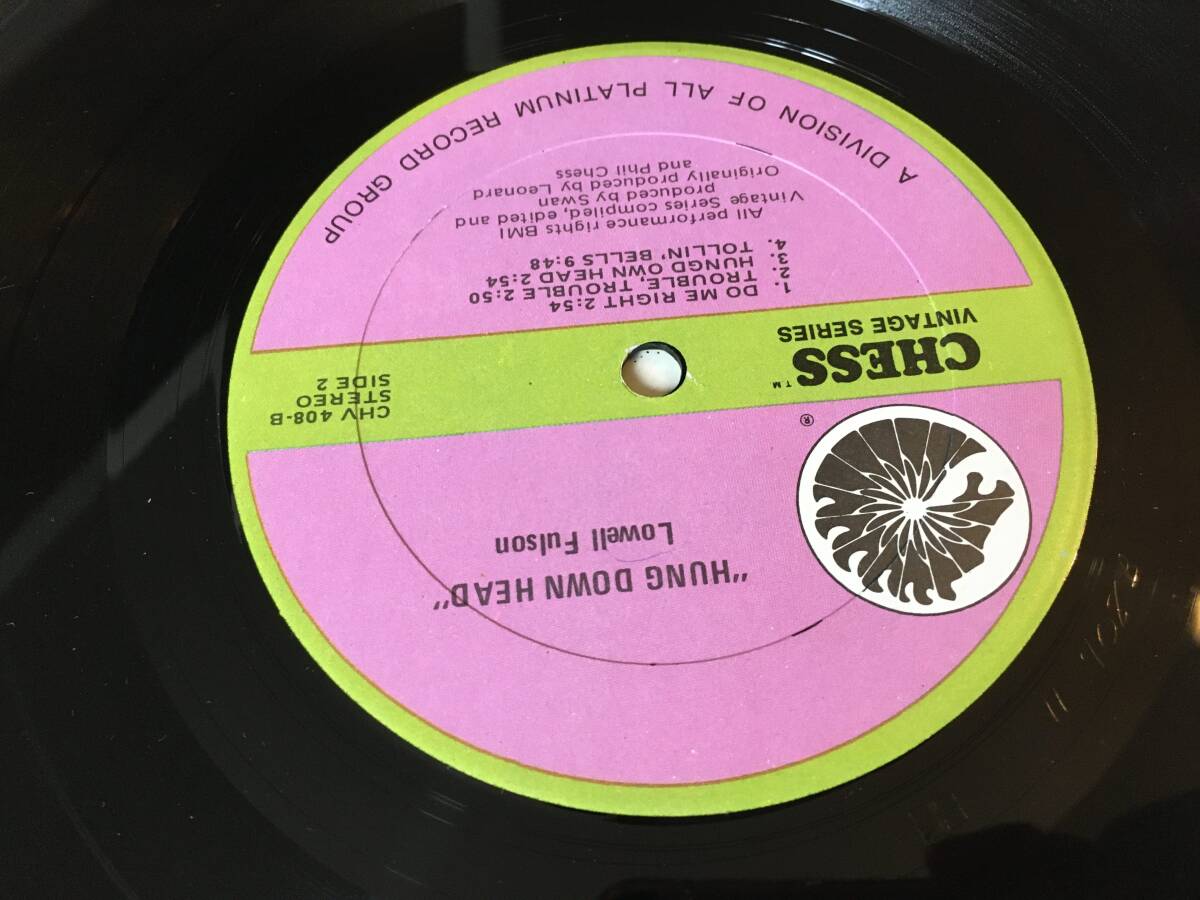 "HUNG DOWN HEAD"
Lowell Fulson
®
CHESS™
VINTAGE SERIES
CHV 408-B
STEREO
SIDE 2
1. DO ME RIGHT 2:54
2. TROUBLE, TROUBLE 2:50
3. HUNGD OWN HEAD 2:54
4. TOLLIN' BELLS 9:48
All performance rights BMI
Vintage Series compiled, edited and
produced by Swan
Originally produced by Leonard
and Phil Chess
A DIVISION OF ALL PLATINUM RECORD GROUP